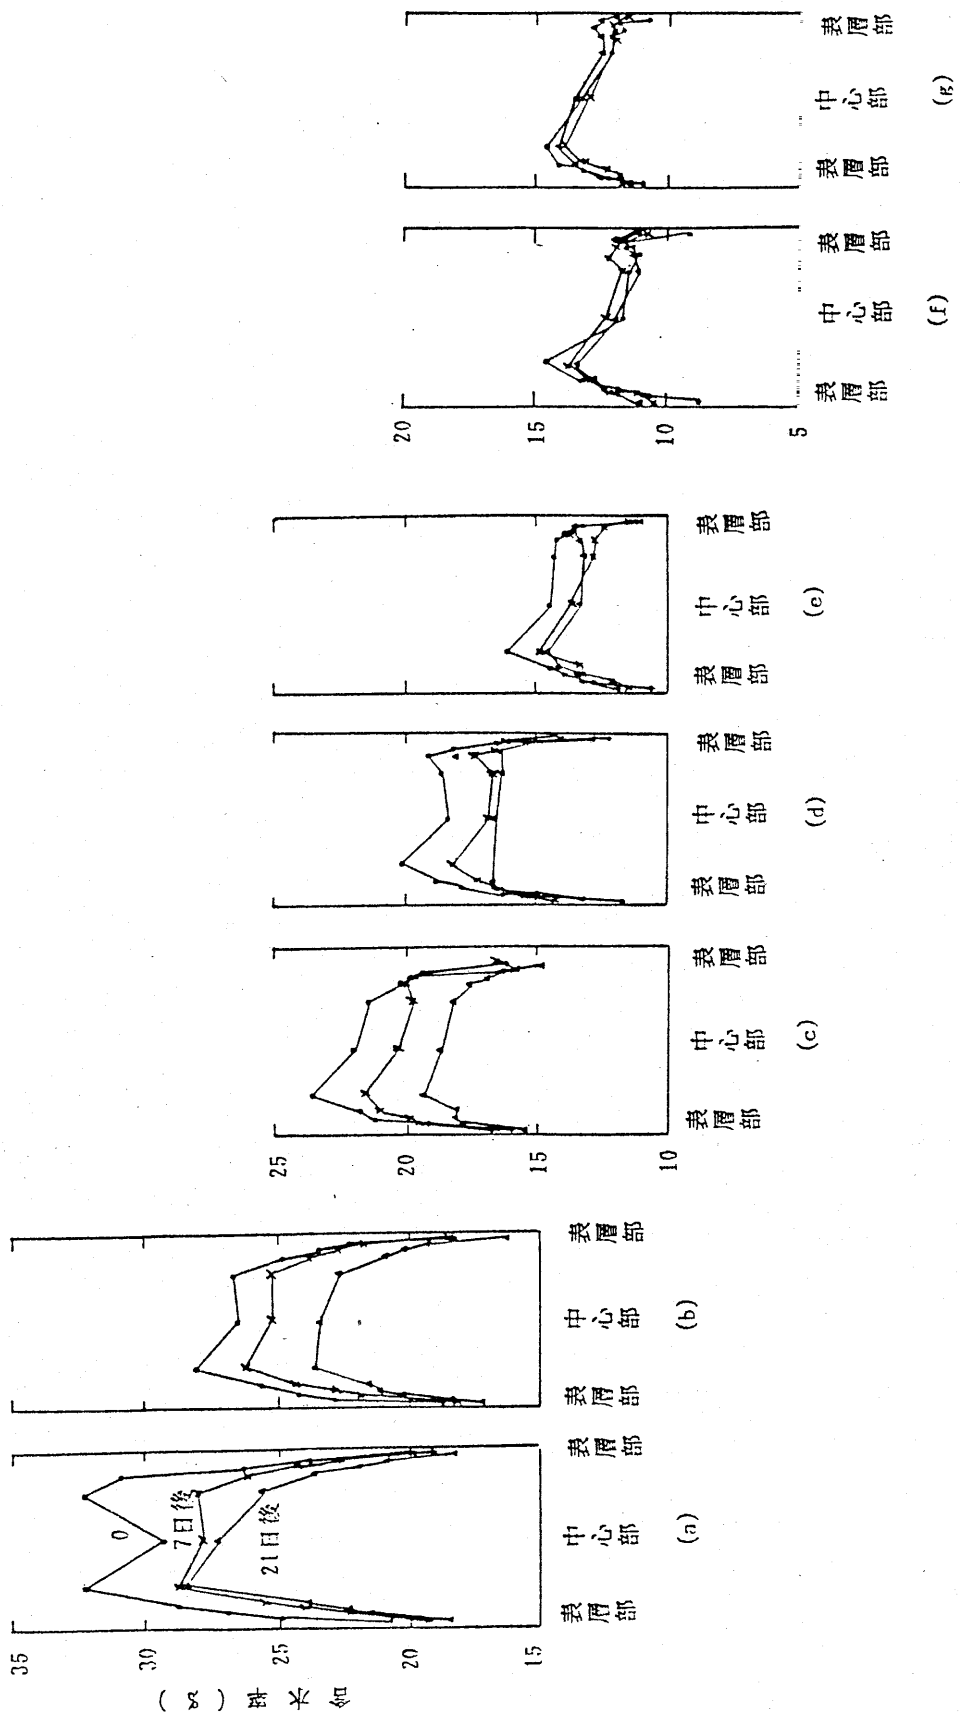 含水率(%)
35
30
25
20
15
0
7日後
21日後
表層部 中心部 表層部
(a)
表層部 中心部 表層部
(b)
25
20
15
10
表層部 中心部 表層部
(c)
表層部 中心部 表層部
(d)
表層部 中心部 表層部
(e)
20
15
10
5
表層部 中心部 表層部
(f)
表層部 中心部 表層部
(g)